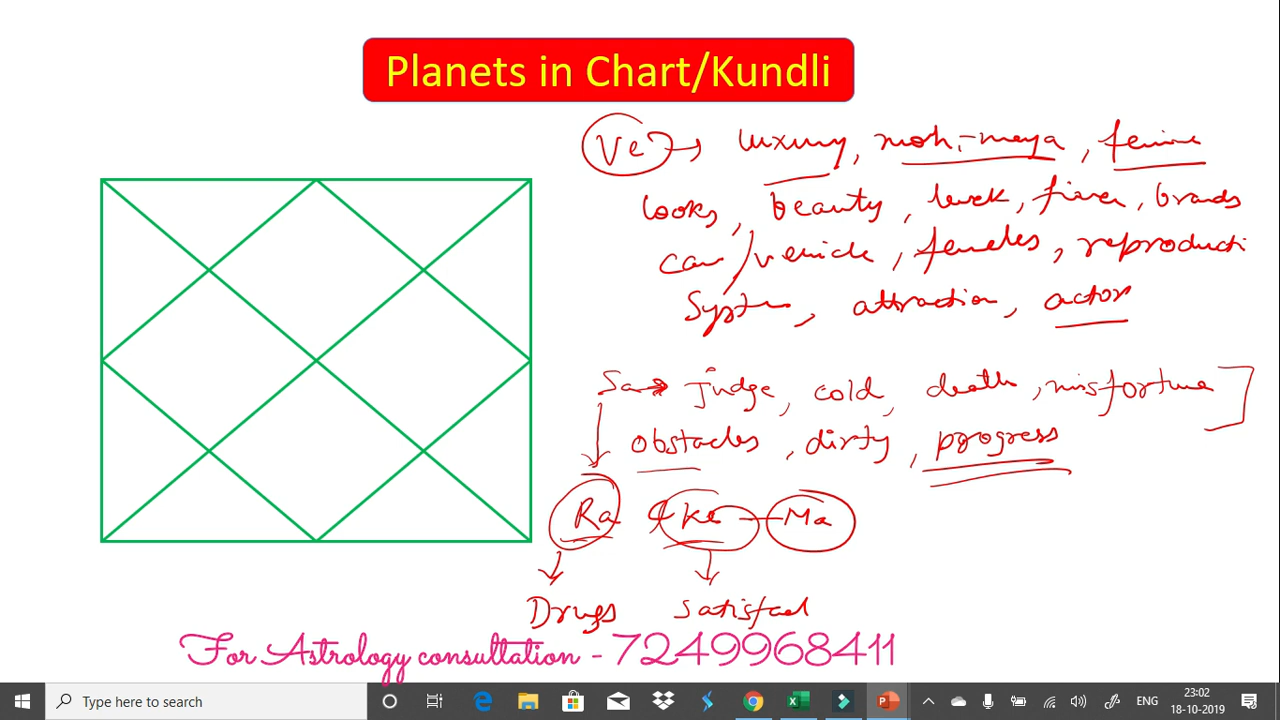 Planets in Chart/Kundli
Ve → luxury, moh-maya, femine
looks, beauty, luck, finer, brands
car/vehicle, females, reproducti
System, attraction, actor
Sa → Judge, cold, death, misfortune
obstacles, dirty, progress
Ra & Ke Ma
Drugs Satisfied
For Astrology consultation - 7249968411
Type here to search
ENG
23:02
18-10-2019